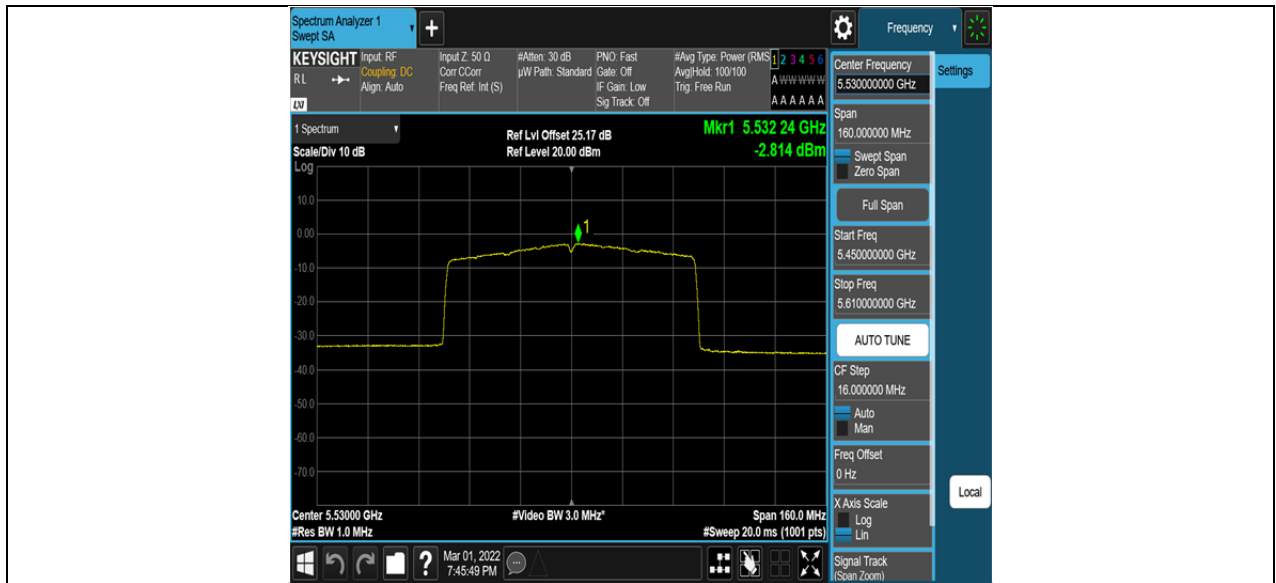 Spectrum Analyzer 1
Swept SA
+
Frequency
KEYSIGHT
RL
LXI
Input: RF
Coupling: DC
Align: Auto
Input Z: 50 Ω
Corr CCorr
Freq Ref: Int (S)
#Atten: 30 dB
µW Path: Standard
PNO: Fast
Gate: Off
IF Gain: Low
Sig Track: Off
#Avg Type: Power (RMS
Avg|Hold: 100/100
Trig: Free Run
1 2 3 4 5 6
A W W W W W
A A A A A A
1 Spectrum
Scale/Div 10 dB
Log
Ref Lvl Offset 25.17 dB
Ref Level 20.00 dBm
Mkr1 5.532 24 GHz
-2.814 dBm
10.0
0.00
-10.0
-20.0
-30.0
-40.0
-50.0
-60.0
-70.0
1
Center 5.53000 GHz
#Res BW 1.0 MHz
#Video BW 3.0 MHz*
Span 160.0 MHz
#Sweep 20.0 ms (1001 pts)
?
Mar 01, 2022
7:45:49 PM
Center Frequency
5.530000000 GHz
Span
160.000000 MHz
Swept Span
Zero Span
Full Span
Start Freq
5.450000000 GHz
Stop Freq
5.610000000 GHz
AUTO TUNE
CF Step
16.000000 MHz
Auto
Man
Freq Offset
0 Hz
X Axis Scale
Log
Lin
Signal Track
(Span Zoom)
Settings
Local